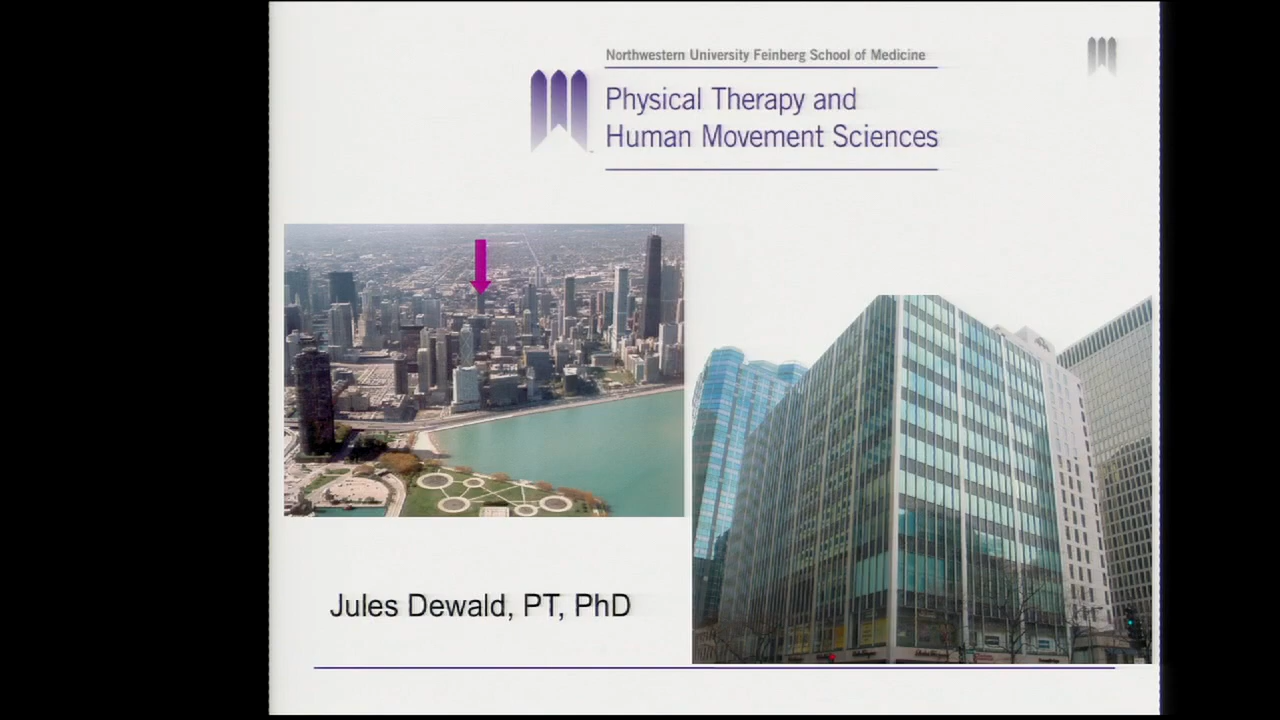 Northwestern University Feinberg School of Medicine
Physical Therapy and
Human Movement Sciences
Jules Dewald, PT, PhD